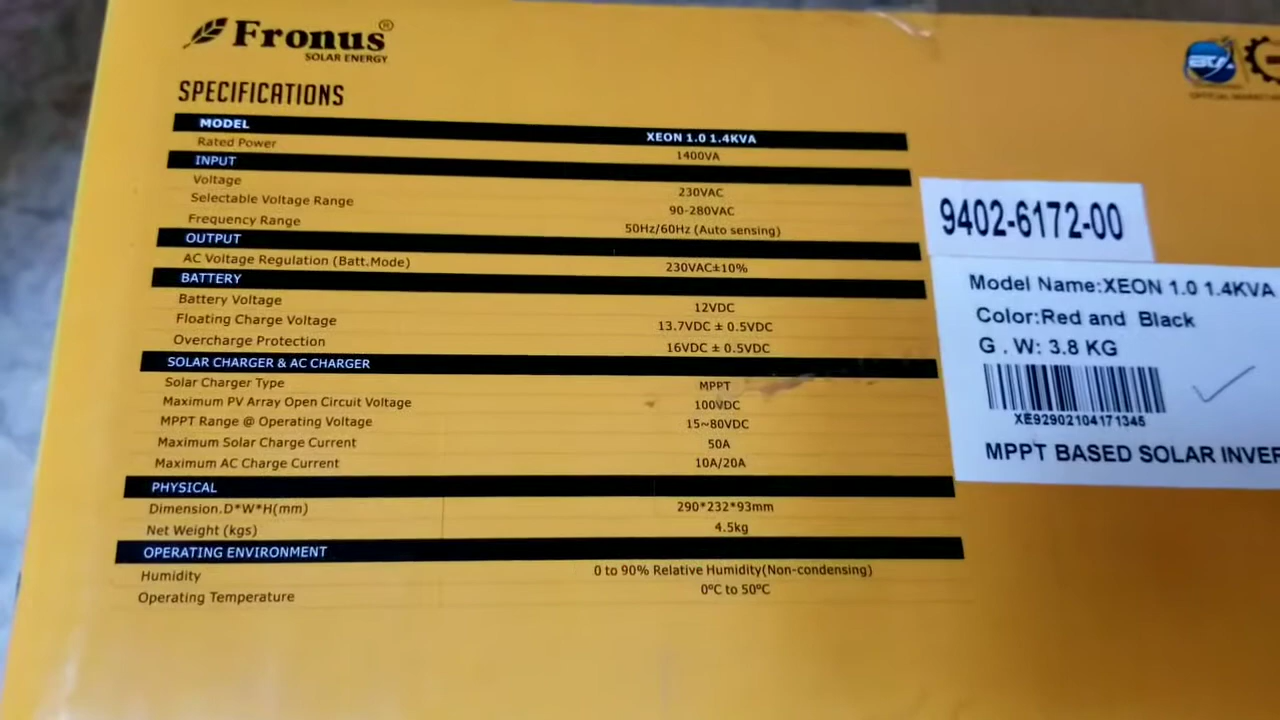 Fronus®
SOLAR ENERGY
SPECIFICATIONS
MODEL XEON 1.0 1.4KVA
Rated Power 1400VA
INPUT
Voltage 230VAC
Selectable Voltage Range 90-280VAC
Frequency Range 50Hz/60Hz (Auto sensing)
OUTPUT
AC Voltage Regulation (Batt.Mode) 230VAC±10%
BATTERY
Battery Voltage 12VDC
Floating Charge Voltage 13.7VDC ± 0.5VDC
Overcharge Protection 16VDC ± 0.5VDC
SOLAR CHARGER & AC CHARGER
Solar Charger Type MPPT
Maximum PV Array Open Circuit Voltage 100VDC
MPPT Range @ Operating Voltage 15~80VDC
Maximum Solar Charge Current 50A
Maximum AC Charge Current 10A/20A
PHYSICAL
Dimension.D*W*H(mm) 290*232*93mm
Net Weight (kgs) 4.5kg
OPERATING ENVIRONMENT
Humidity 0 to 90% Relative Humidity(Non-condensing)
Operating Temperature 0ºC to 50ºC
9402-6172-00
Model Name:XEON 1.0 1.4KVA
Color:Red and Black
G . W: 3.8 KG
XE92902104171345
MPPT BASED SOLAR INVER